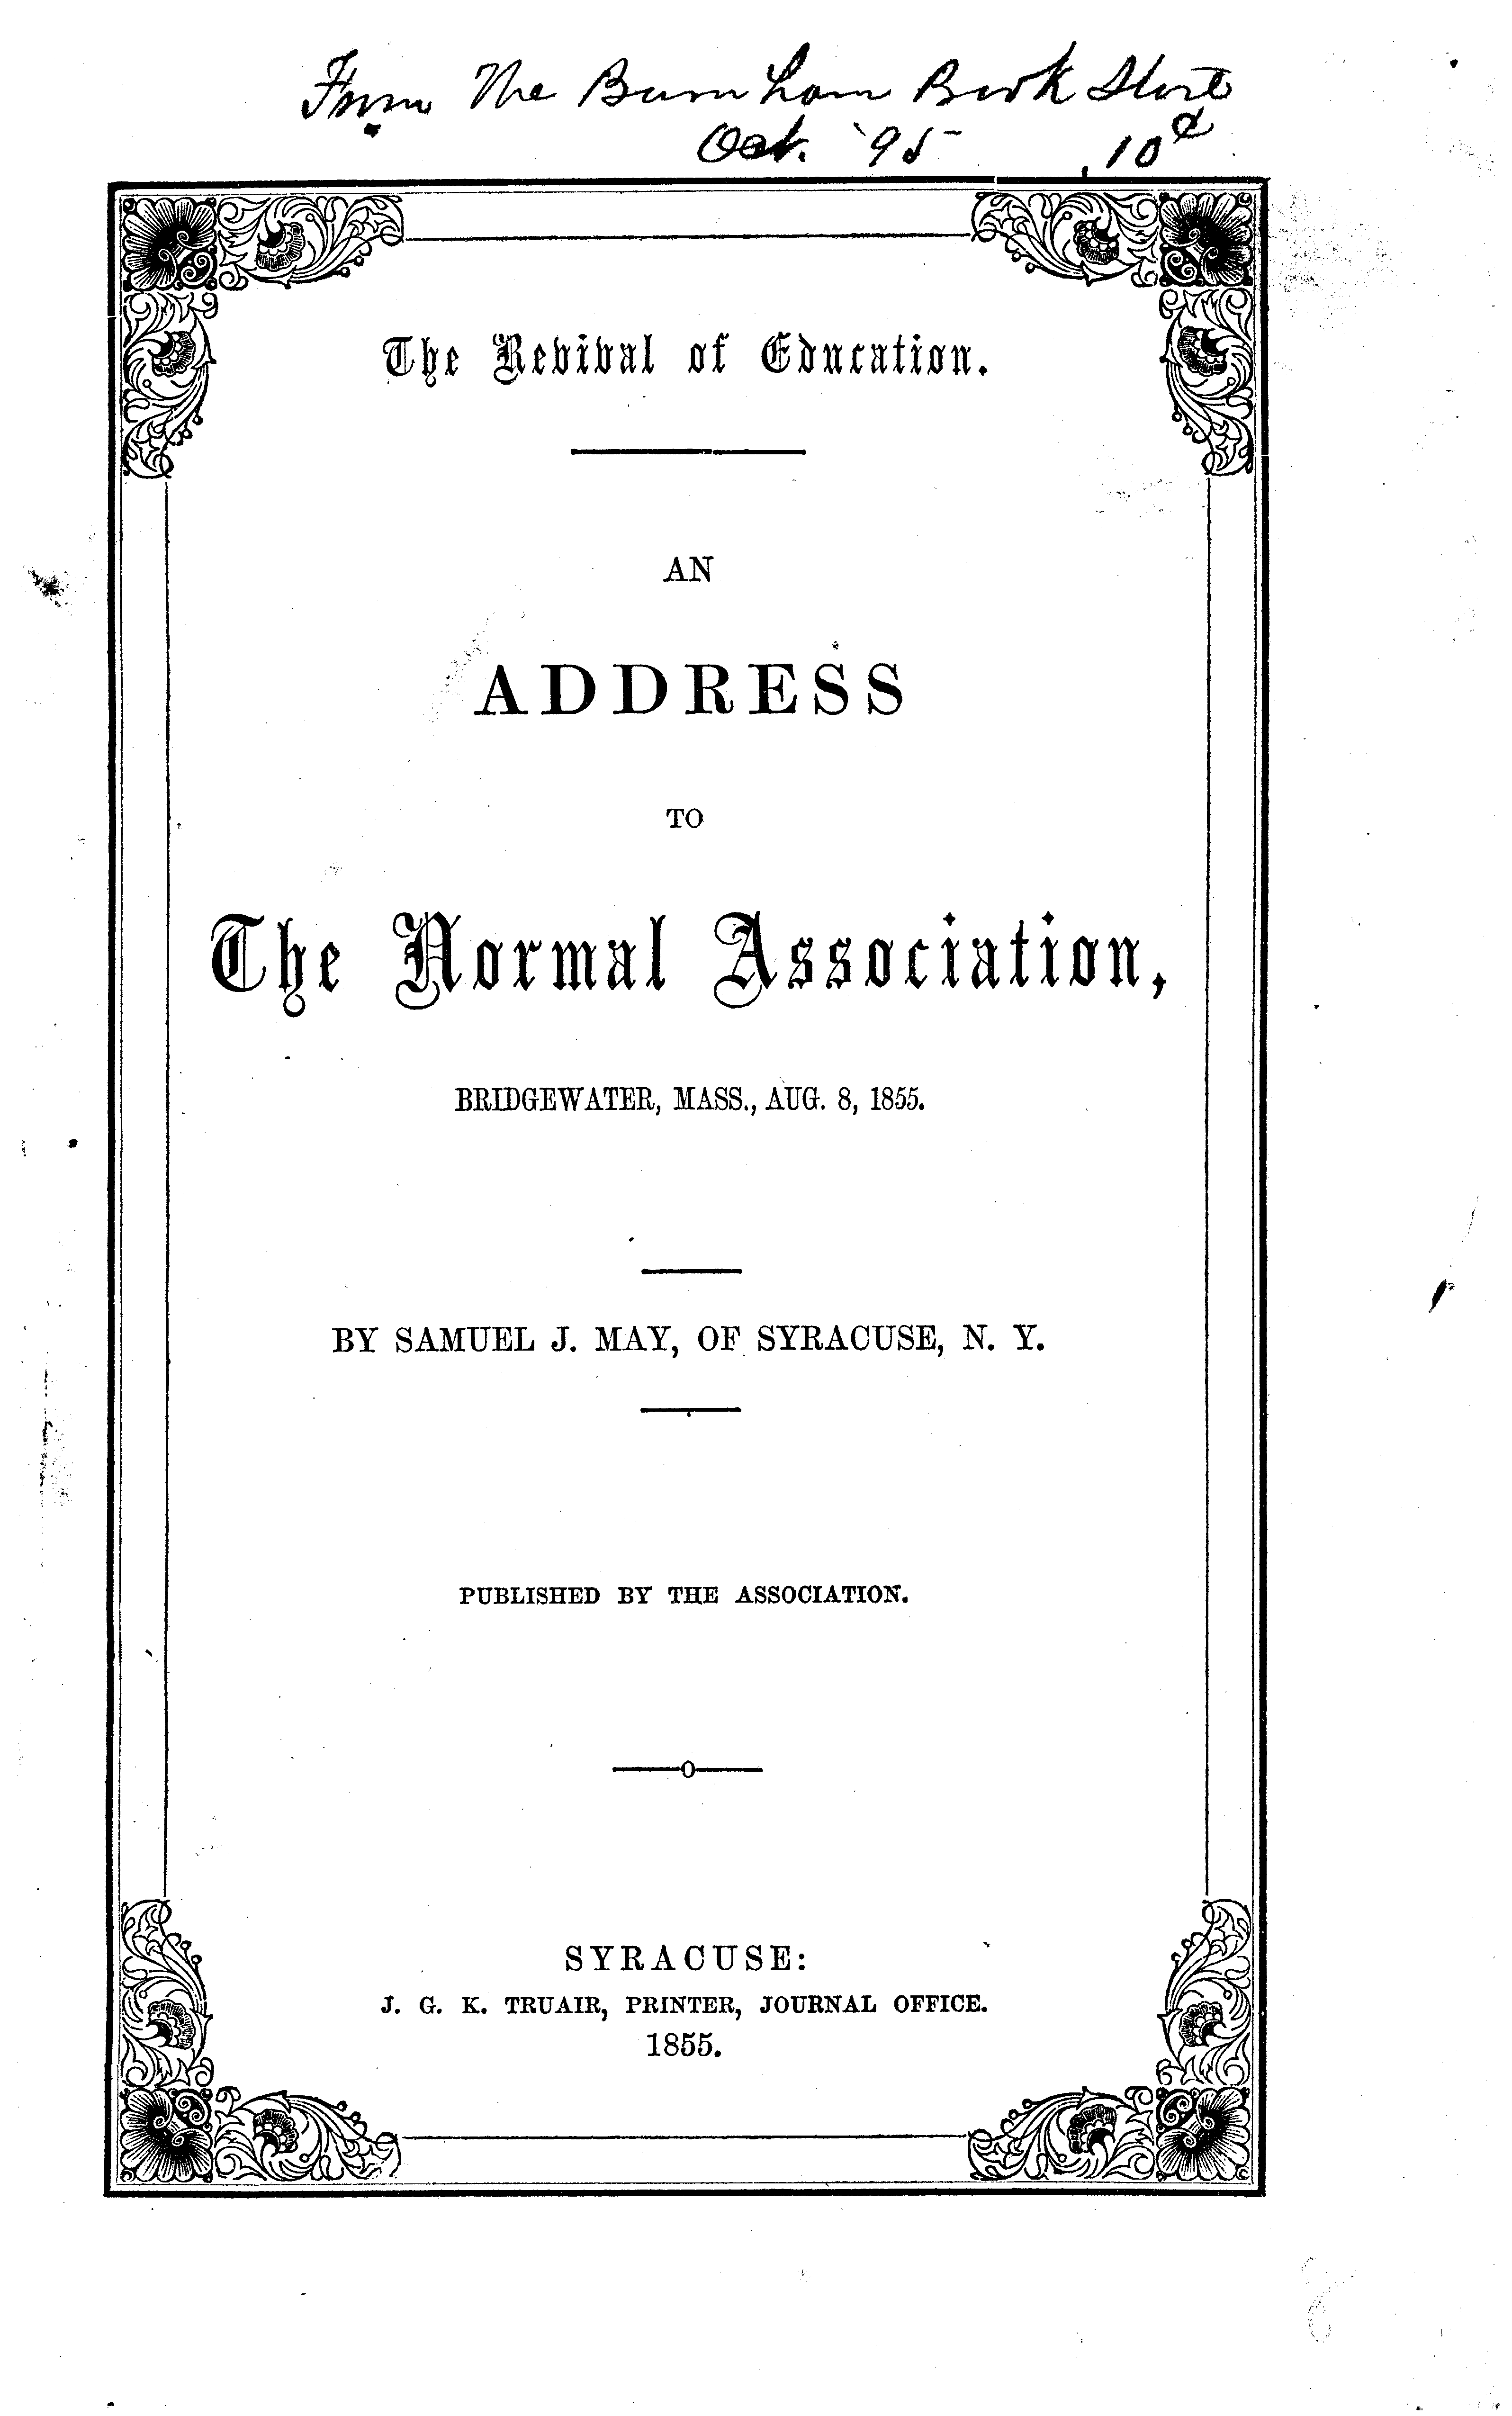 From The Burnham Book Store
Oct. '95 10¢
The Revival of Education.
AN
ADDRESS
TO
The Normal Association,
BRIDGEWATER, MASS., AUG. 8, 1855.
BY SAMUEL J. MAY, OF SYRACUSE, N. Y.
PUBLISHED BY THE ASSOCIATION.
SYRACUSE:
J. G. K. TRUAIR, PRINTER, JOURNAL OFFICE.
1855.